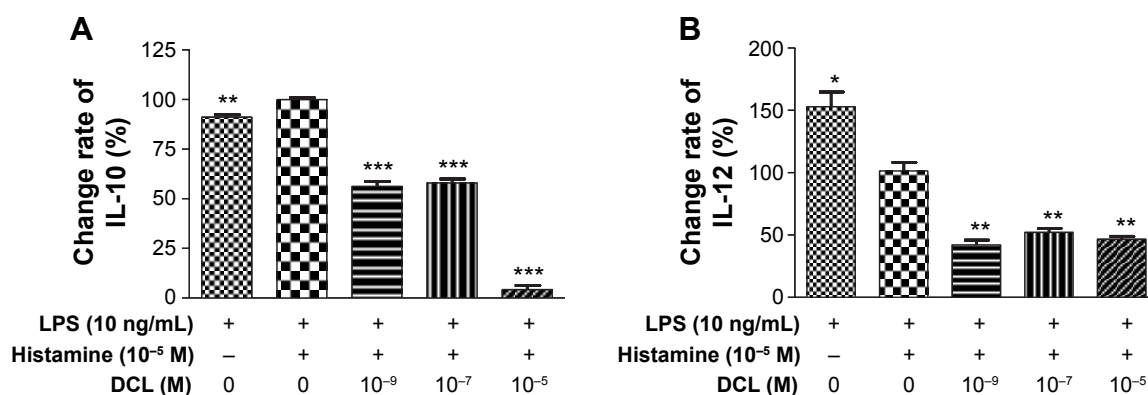 A
Change rate of
IL-10 (%)
125
100
75
50
25
0
**
***
***
***
LPS (10 ng/mL) + + + + +
Histamine (10⁻⁵ M) – + + + +
DCL (M) 0 0 10⁻⁹ 10⁻⁷ 10⁻⁵
B
Change rate of
IL-12 (%)
200
150
100
50
0
*
**
**
**
LPS (10 ng/mL) + + + + +
Histamine (10⁻⁵ M) – + + + +
DCL (M) 0 0 10⁻⁹ 10⁻⁷ 10⁻⁵